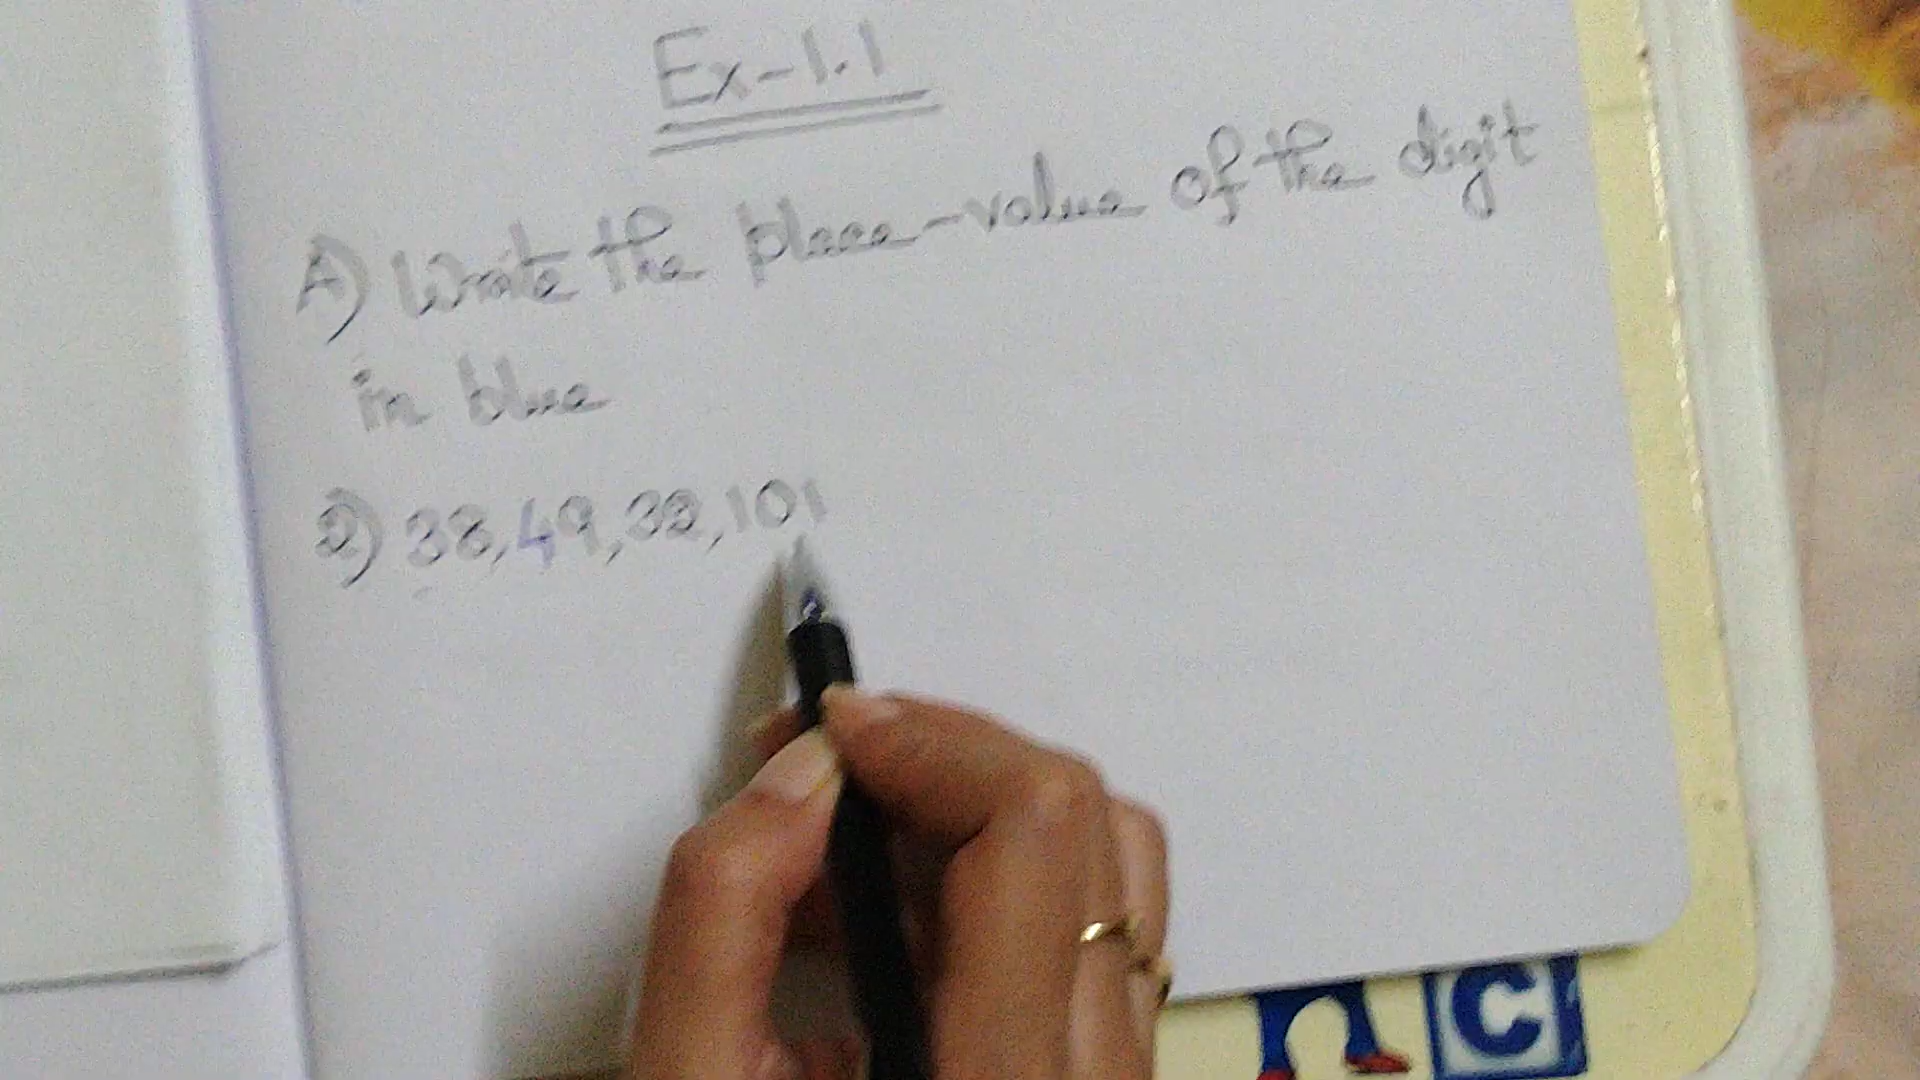 Ex-1.1
A) Write the place-value of the digit
in blue
2) 38,49,32,101
C